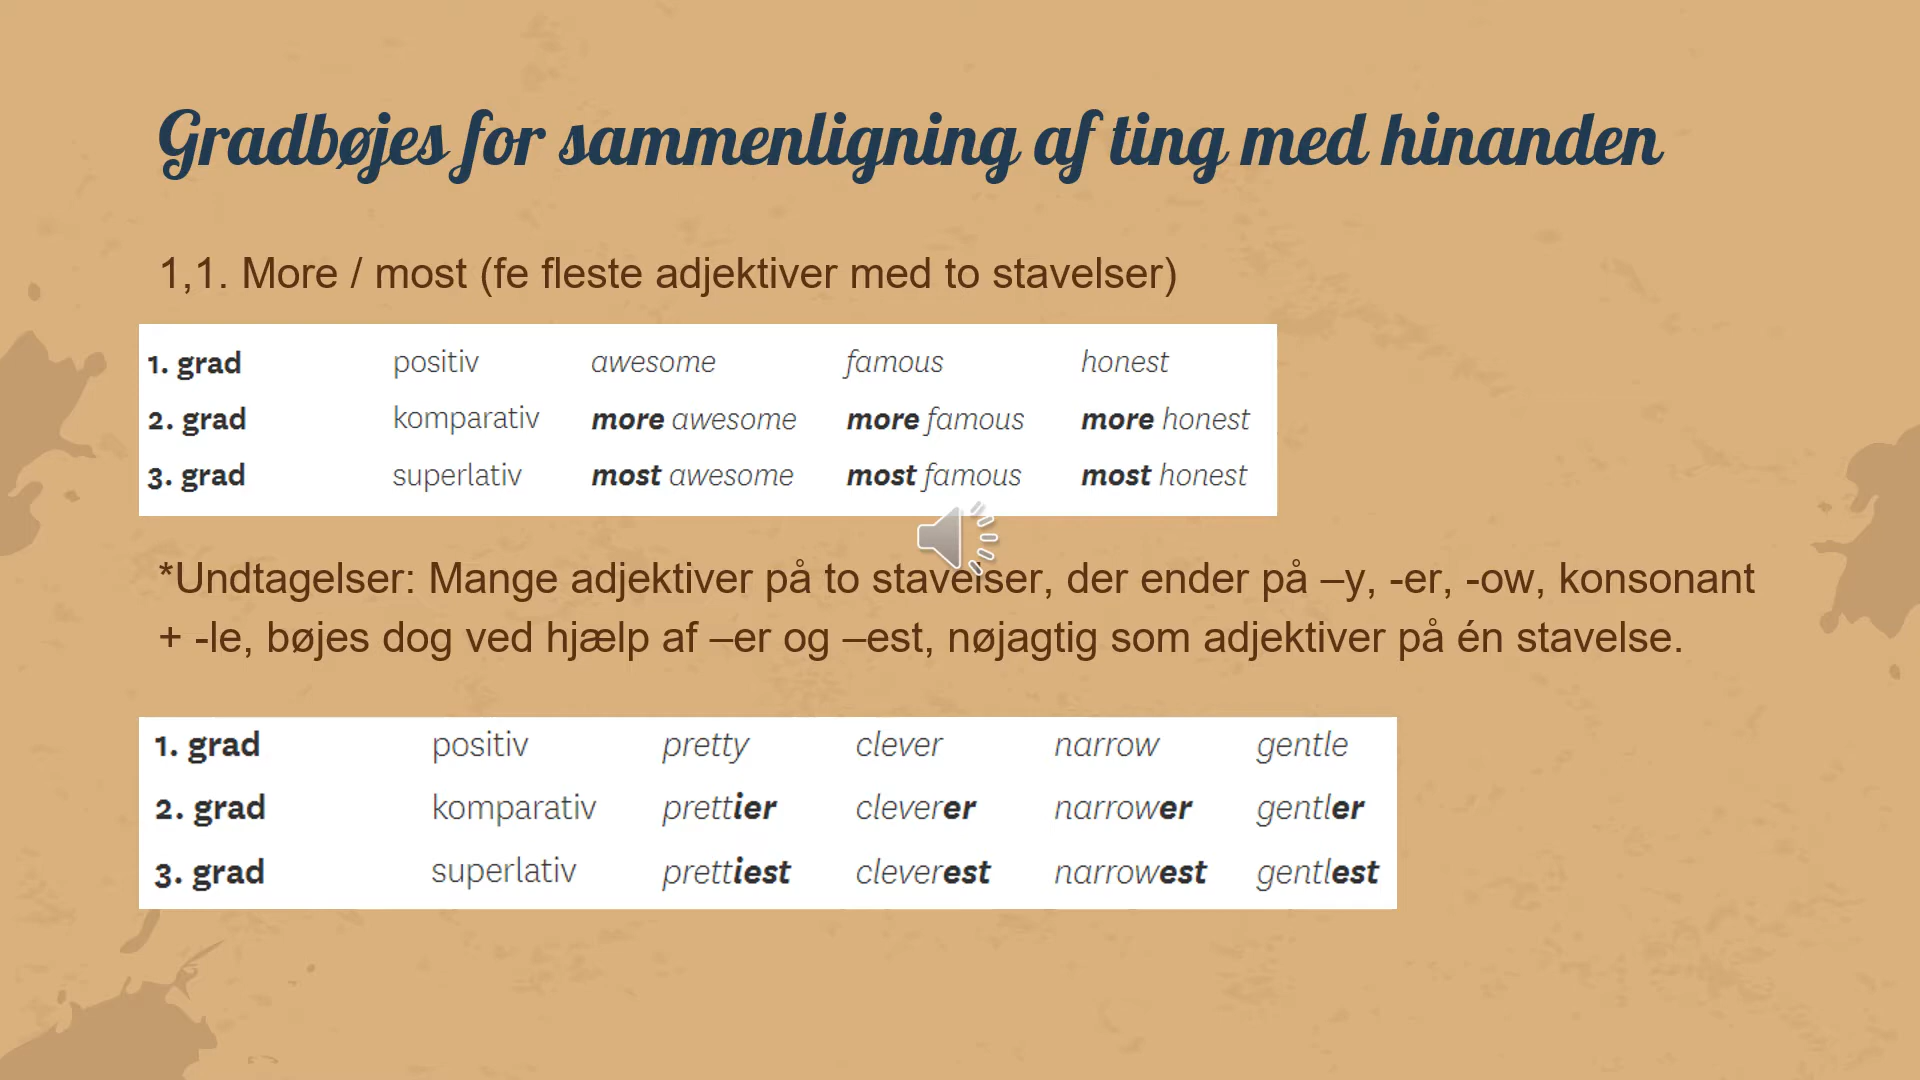 Gradbøjes for sammenligning af ting med hinanden
1,1. More / most (fe fleste adjektiver med to stavelser)
1. grad positiv awesome famous honest
2. grad komparativ more awesome more famous more honest
3. grad superlativ most awesome most famous most honest
*Undtagelser: Mange adjektiver på to stavelser, der ender på –y, -er, -ow, konsonant
+ -le, bøjes dog ved hjælp af –er og –est, nøjagtig som adjektiver på én stavelse.
1. grad positiv pretty clever narrow gentle
2. grad komparativ prettier cleverer narrower gentler
3. grad superlativ prettiest cleverest narrowest gentlest